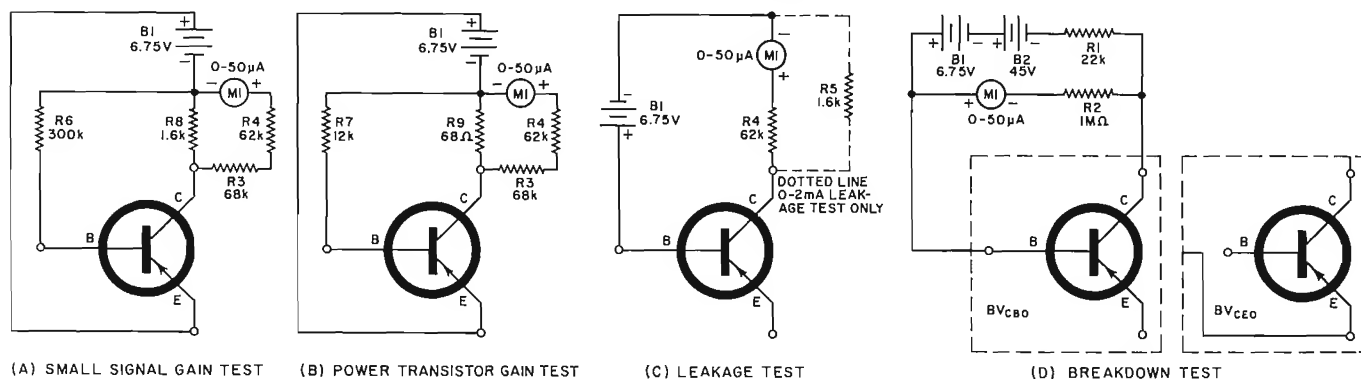 +
B1
6.75V
−
0-50μA
−
M1
+
R6
300k
R8
1.6k
R4
62k
R3
68k
C
B
E
(A) SMALL SIGNAL GAIN TEST
+
B1
6.75V
−
0-50μA
−
M1
+
R7
12k
R9
68Ω
R4
62k
R3
68k
C
B
E
(B) POWER TRANSISTOR GAIN TEST
−
0-50μA
M1
+
R5
1.6k
−
B1
6.75V
+
R4
62k
DOTTED LINE
0-2mA LEAK-
AGE TEST ONLY
C
B
E
(C) LEAKAGE TEST
+
−
+
−
B1
6.75V
B2
45V
R1
22k
M1
+
−
0-50μA
R2
1MΩ
C
B
E
BVCBO
C
B
E
BVCEO
(D) BREAKDOWN TEST